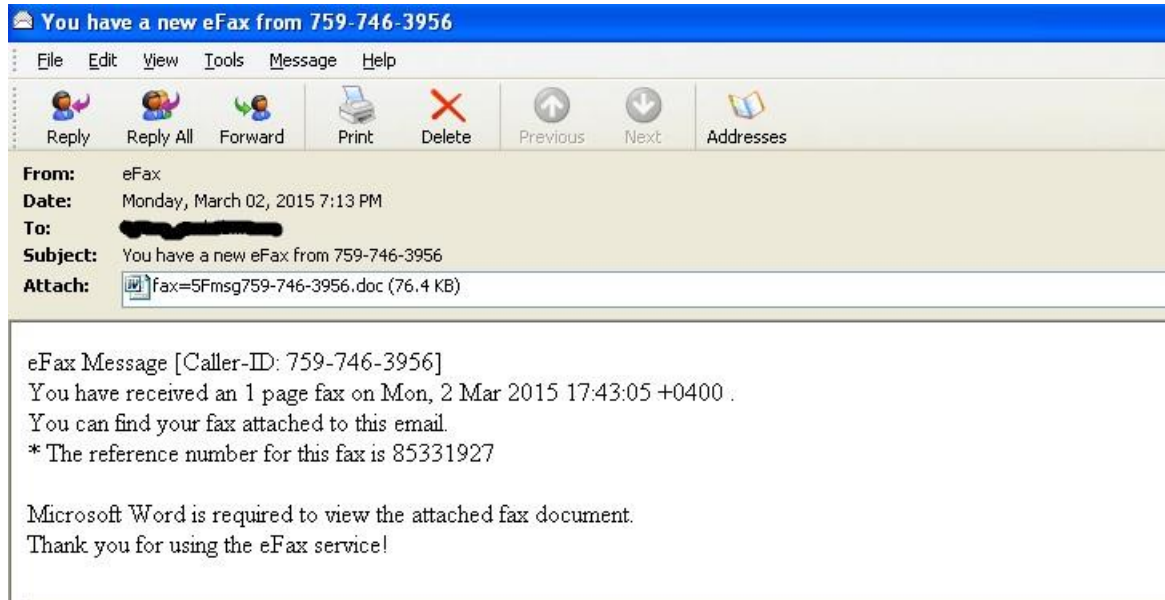 You have a new eFax from 759-746-3956
File Edit View Tools Message Help
Reply Reply All Forward Print Delete Previous Next Addresses
From: eFax
Date: Monday, March 02, 2015 7:13 PM
To:
Subject: You have a new eFax from 759-746-3956
Attach: fax=5Fmsg759-746-3956.doc (76.4 KB)
eFax Message [Caller-ID: 759-746-3956]
You have received an 1 page fax on Mon, 2 Mar 2015 17:43:05 +0400 .
You can find your fax attached to this email.
* The reference number for this fax is 85331927
Microsoft Word is required to view the attached fax document.
Thank you for using the eFax service!